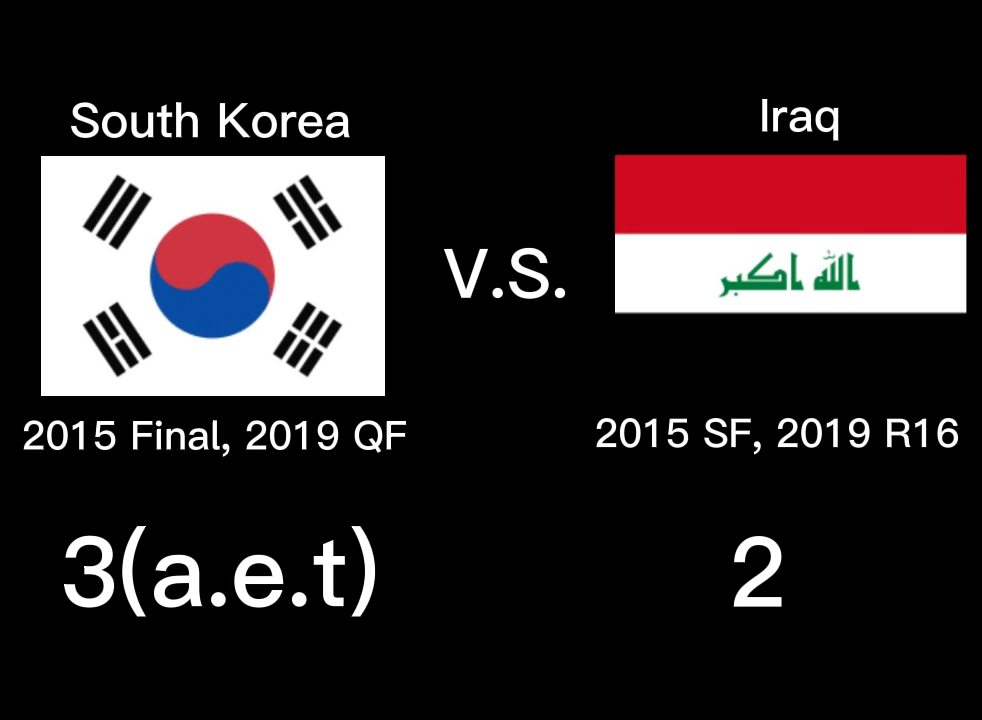 South Korea
Iraq
الله اكبر
V.S.
2015 Final, 2019 QF
2015 SF, 2019 R16
3(a.e.t)
2